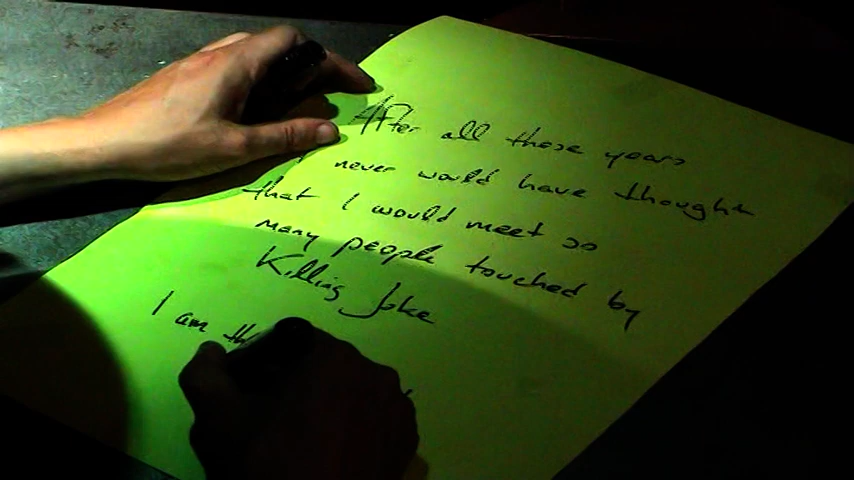 After all these years
I never would have thought
that I would meet so
many people touched by
Killing Joke
I am th